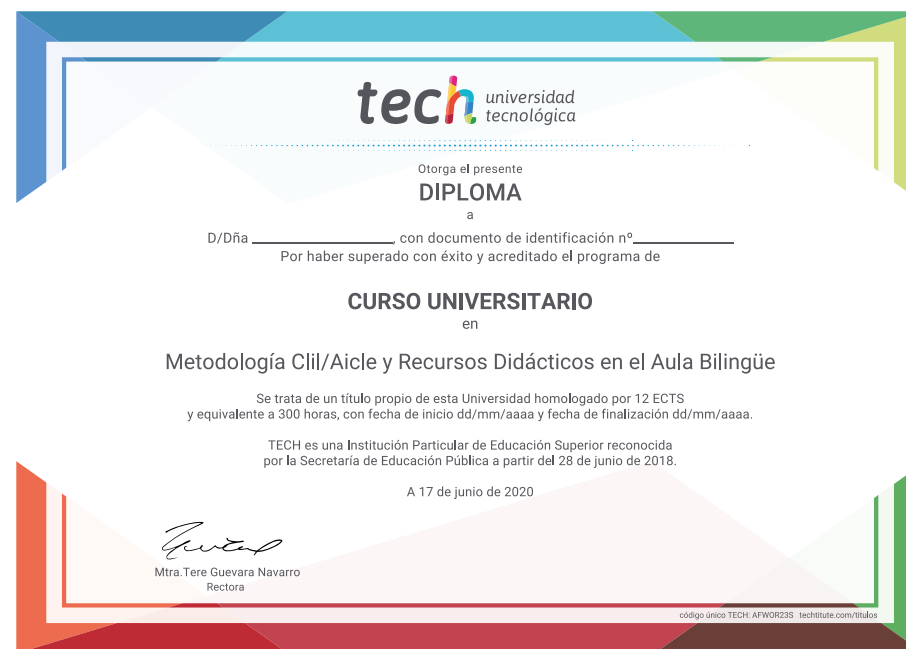 tech universidad
tecnológica
Otorga el presente
DIPLOMA
a
D/Dña ____________________, con documento de identificación nº______________
Por haber superado con éxito y acreditado el programa de
CURSO UNIVERSITARIO
en
Metodología Clil/Aicle y Recursos Didácticos en el Aula Bilingüe
Se trata de un título propio de esta Universidad homologado por 12 ECTS
y equivalente a 300 horas, con fecha de inicio dd/mm/aaaa y fecha de finalización dd/mm/aaaa.
TECH es una Institución Particular de Educación Superior reconocida
por la Secretaría de Educación Pública a partir del 28 de junio de 2018.
A 17 de junio de 2020
Mtra.Tere Guevara Navarro
Rectora
código único TECH: AFWOR23S techtitute.com/titulos